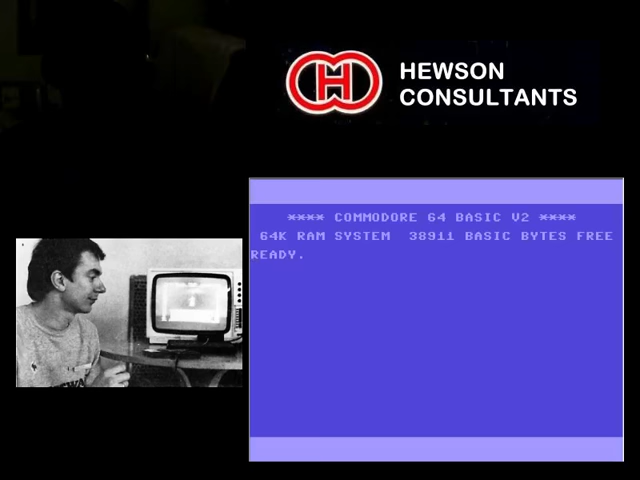 HEWSON
CONSULTANTS
**** COMMODORE 64 BASIC V2 ****
64K RAM SYSTEM 38911 BASIC BYTES FREE
READY.